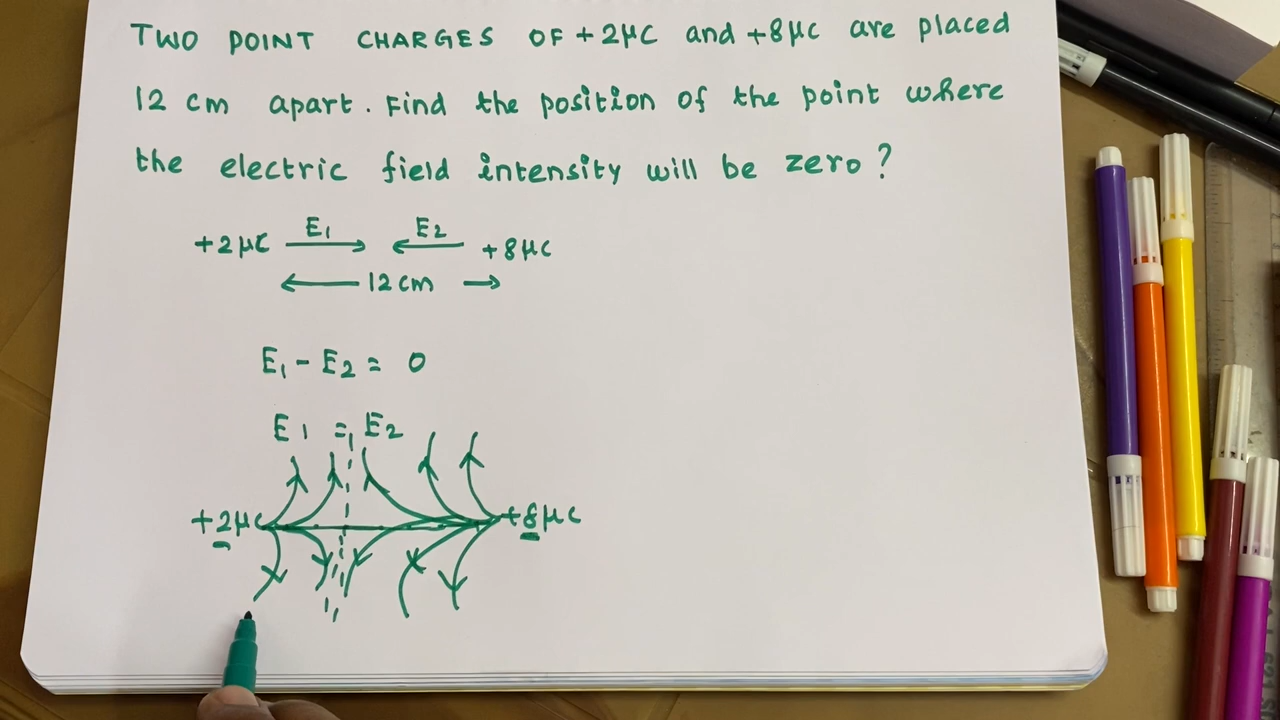 TWO POINT CHARGES OF +2μC and +8μC are placed
12 cm apart. Find the position of the point where
the electric field intensity will be zero?
+2μC E1 E2 +8μC
12 cm
E1 - E2 = 0
E1 = E2
+2μC +8μC